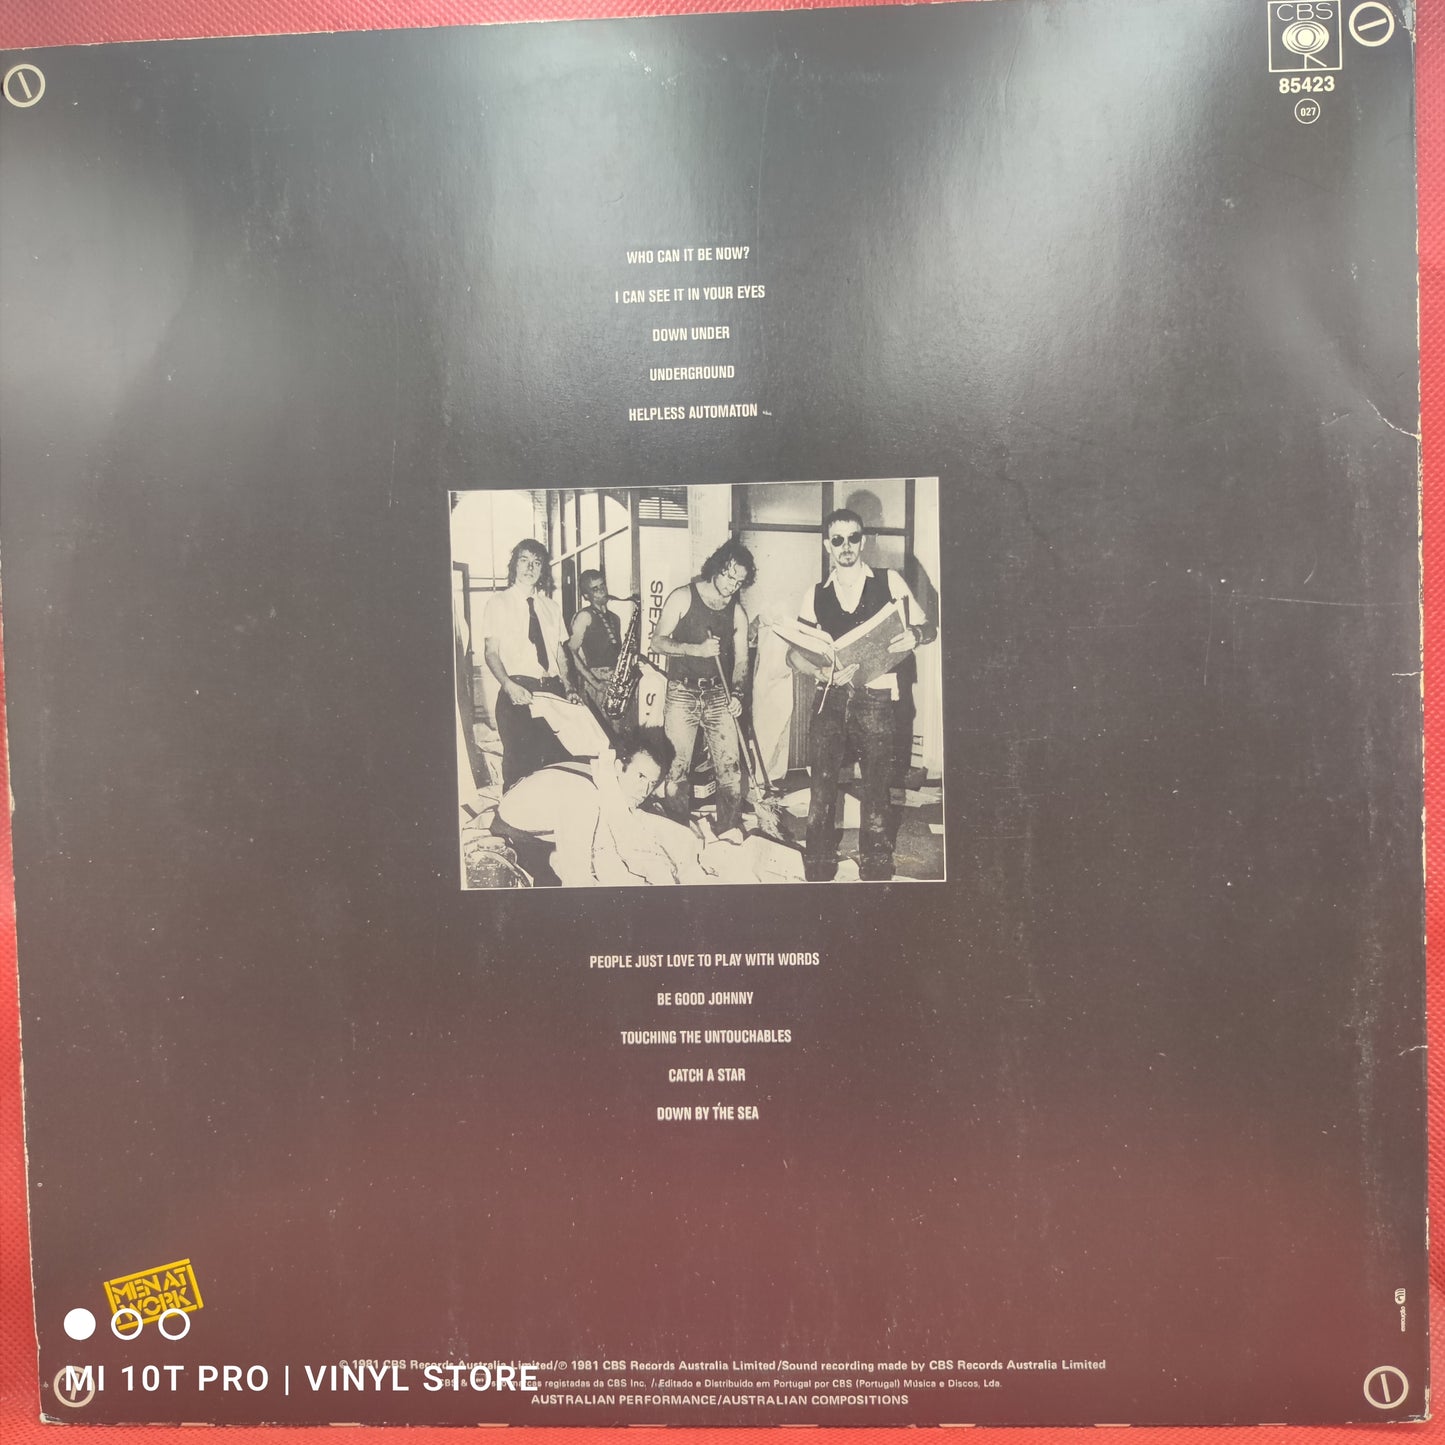 CBS
85423
027
WHO CAN IT BE NOW?
I CAN SEE IT IN YOUR EYES
DOWN UNDER
UNDERGROUND
HELPLESS AUTOMATON
SPEA
S.
PEOPLE JUST LOVE TO PLAY WITH WORDS
BE GOOD JOHNNY
TOUCHING THE UNTOUCHABLES
CATCH A STAR
DOWN BY THE SEA
MEN AT
WORK
execução
© 1981 CBS Records Australia Limited/℗ 1981 CBS Records Australia Limited/Sound recording made by CBS Records Australia Limited
MI 10T PRO | VINYL STORE
CBS & marcas registadas da CBS Inc. / Editado e Distribuido em Portugal por CBS (Portugal) Música e Discos, Lda.
AUSTRALIAN PERFORMANCE/AUSTRALIAN COMPOSITIONS